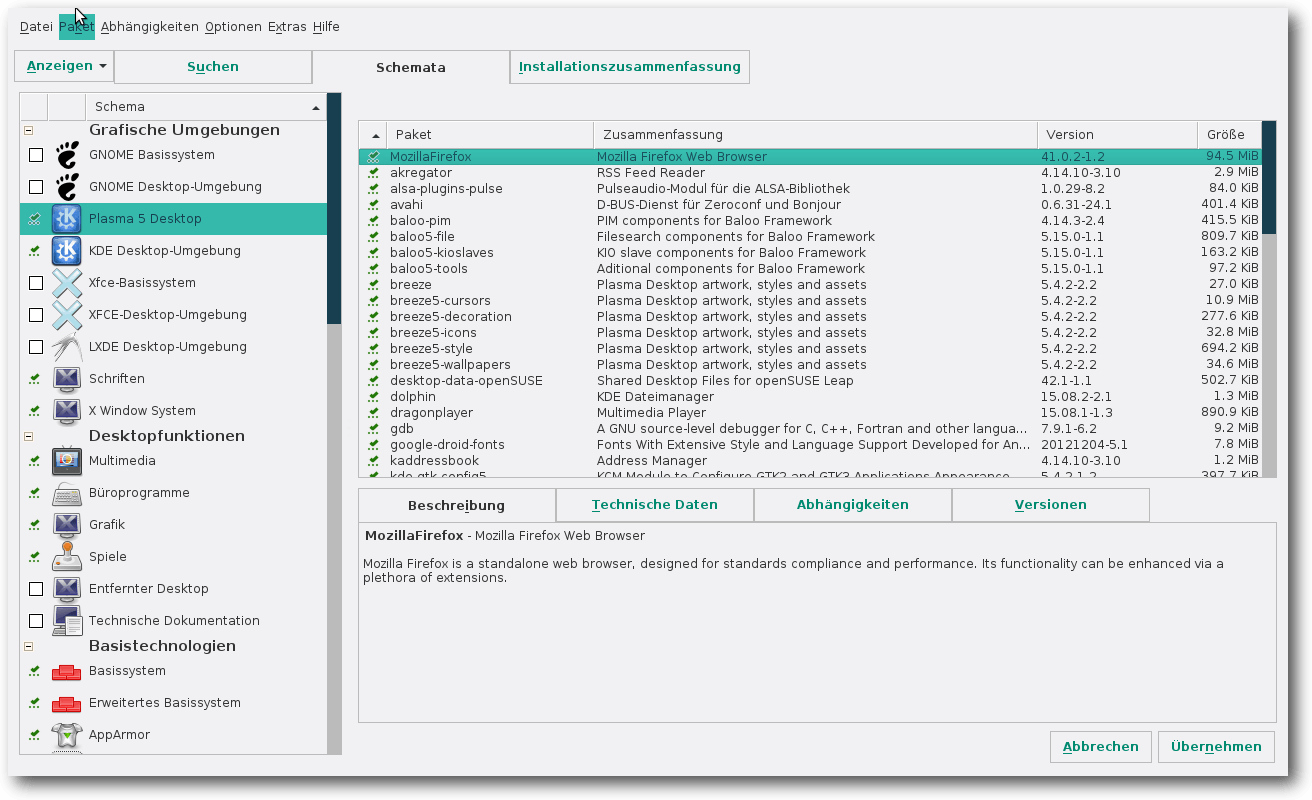 Datei Paket Abhängigkeiten Optionen Extras Hilfe
Anzeigen Suchen Schemata Installationszusammenfassung
Schema
Grafische Umgebungen
GNOME Basissystem
GNOME Desktop-Umgebung
Plasma 5 Desktop
KDE Desktop-Umgebung
Xfce-Basissystem
XFCE-Desktop-Umgebung
LXDE Desktop-Umgebung
Schriften
X Window System
Desktopfunktionen
Multimedia
Büroprogramme
Grafik
Spiele
Entfernter Desktop
Technische Dokumentation
Basistechnologien
Basissystem
Erweitertes Basissystem
AppArmor
Paket Zusammenfassung Version Größe
MozillaFirefox Mozilla Firefox Web Browser 41.0.2-1.2 94.5 MiB
akregator RSS Feed Reader 4.14.10-3.10 2.9 MiB
alsa-plugins-pulse Pulseaudio-Modul für die ALSA-Bibliothek 1.0.29-8.2 84.0 KiB
avahi D-BUS-Dienst für Zeroconf und Bonjour 0.6.31-24.1 401.4 KiB
baloo-pim PIM components for Baloo Framework 4.14.3-2.4 415.5 KiB
baloo5-file Filesearch components for Baloo Framework 5.15.0-1.1 809.7 KiB
baloo5-kioslaves KIO slave components for Baloo Framework 5.15.0-1.1 163.2 KiB
baloo5-tools Aditional components for Baloo Framework 5.15.0-1.1 97.2 KiB
breeze Plasma Desktop artwork, styles and assets 5.4.2-2.2 27.0 KiB
breeze5-cursors Plasma Desktop artwork, styles and assets 5.4.2-2.2 10.9 MiB
breeze5-decoration Plasma Desktop artwork, styles and assets 5.4.2-2.2 277.6 KiB
breeze5-icons Plasma Desktop artwork, styles and assets 5.4.2-2.2 32.8 MiB
breeze5-style Plasma Desktop artwork, styles and assets 5.4.2-2.2 694.2 KiB
breeze5-wallpapers Plasma Desktop artwork, styles and assets 5.4.2-2.2 34.6 MiB
desktop-data-openSUSE Shared Desktop Files for openSUSE Leap 42.1-1.1 502.7 KiB
dolphin KDE Dateimanager 15.08.2-2.1 1.3 MiB
dragonplayer Multimedia Player 15.08.1-1.3 890.9 KiB
gdb A GNU source-level debugger for C, C++, Fortran and other langua... 7.9.1-6.2 9.2 MiB
google-droid-fonts Fonts With Extensive Style and Language Support Developed for An... 20121204-5.1 7.8 MiB
kaddressbook Address Manager 4.14.10-3.10 1.2 MiB
kde-gtk-config5 KCM Module to Configure GTK2 and GTK3 Applications Appearance 5.4.2-1.2 397.7 KiB
Beschreibung Technische Daten Abhängigkeiten Versionen
MozillaFirefox - Mozilla Firefox Web Browser
Mozilla Firefox is a standalone web browser, designed for standards compliance and performance. Its functionality can be enhanced via a
plethora of extensions.
Abbrechen Übernehmen